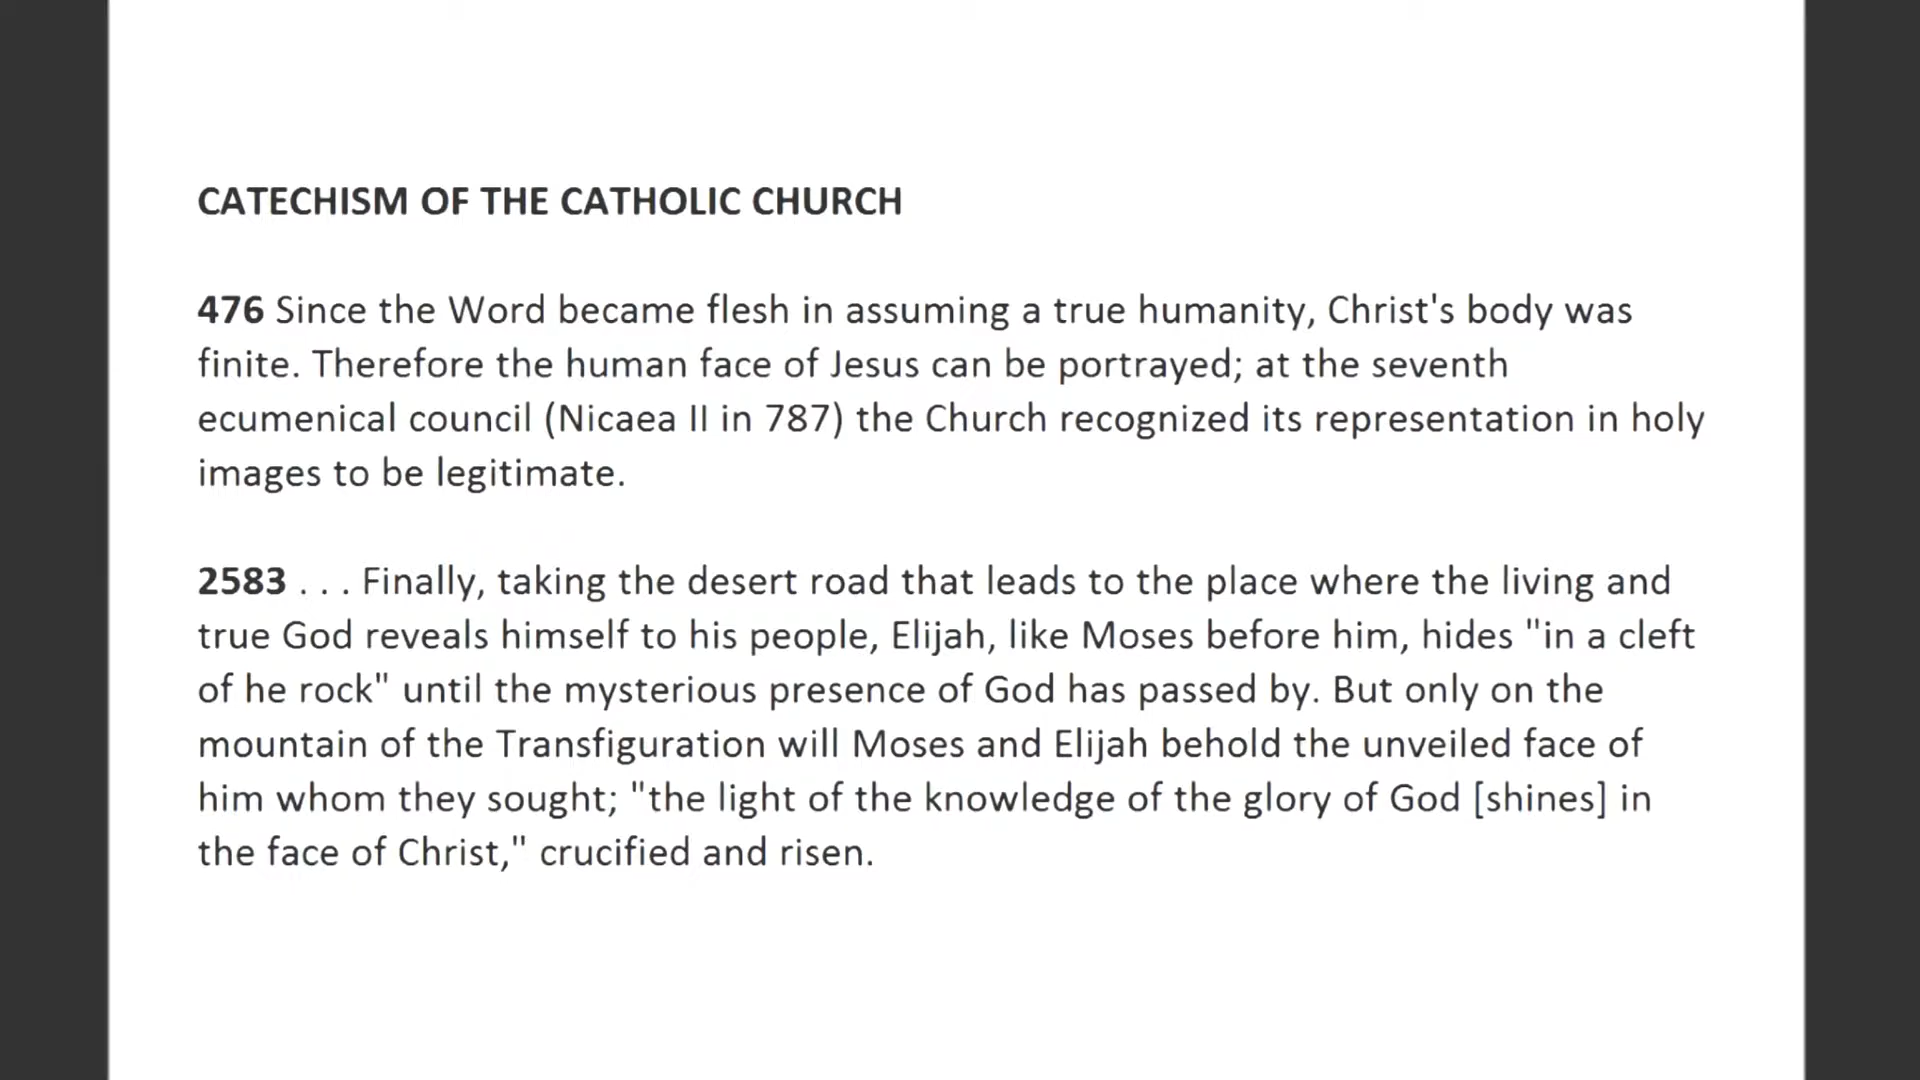 CATECHISM OF THE CATHOLIC CHURCH
476 Since the Word became flesh in assuming a true humanity, Christ's body was
finite. Therefore the human face of Jesus can be portrayed; at the seventh
ecumenical council (Nicaea II in 787) the Church recognized its representation in holy
images to be legitimate.
2583 . . . Finally, taking the desert road that leads to the place where the living and
true God reveals himself to his people, Elijah, like Moses before him, hides "in a cleft
of he rock" until the mysterious presence of God has passed by. But only on the
mountain of the Transfiguration will Moses and Elijah behold the unveiled face of
him whom they sought; "the light of the knowledge of the glory of God [shines] in
the face of Christ," crucified and risen.